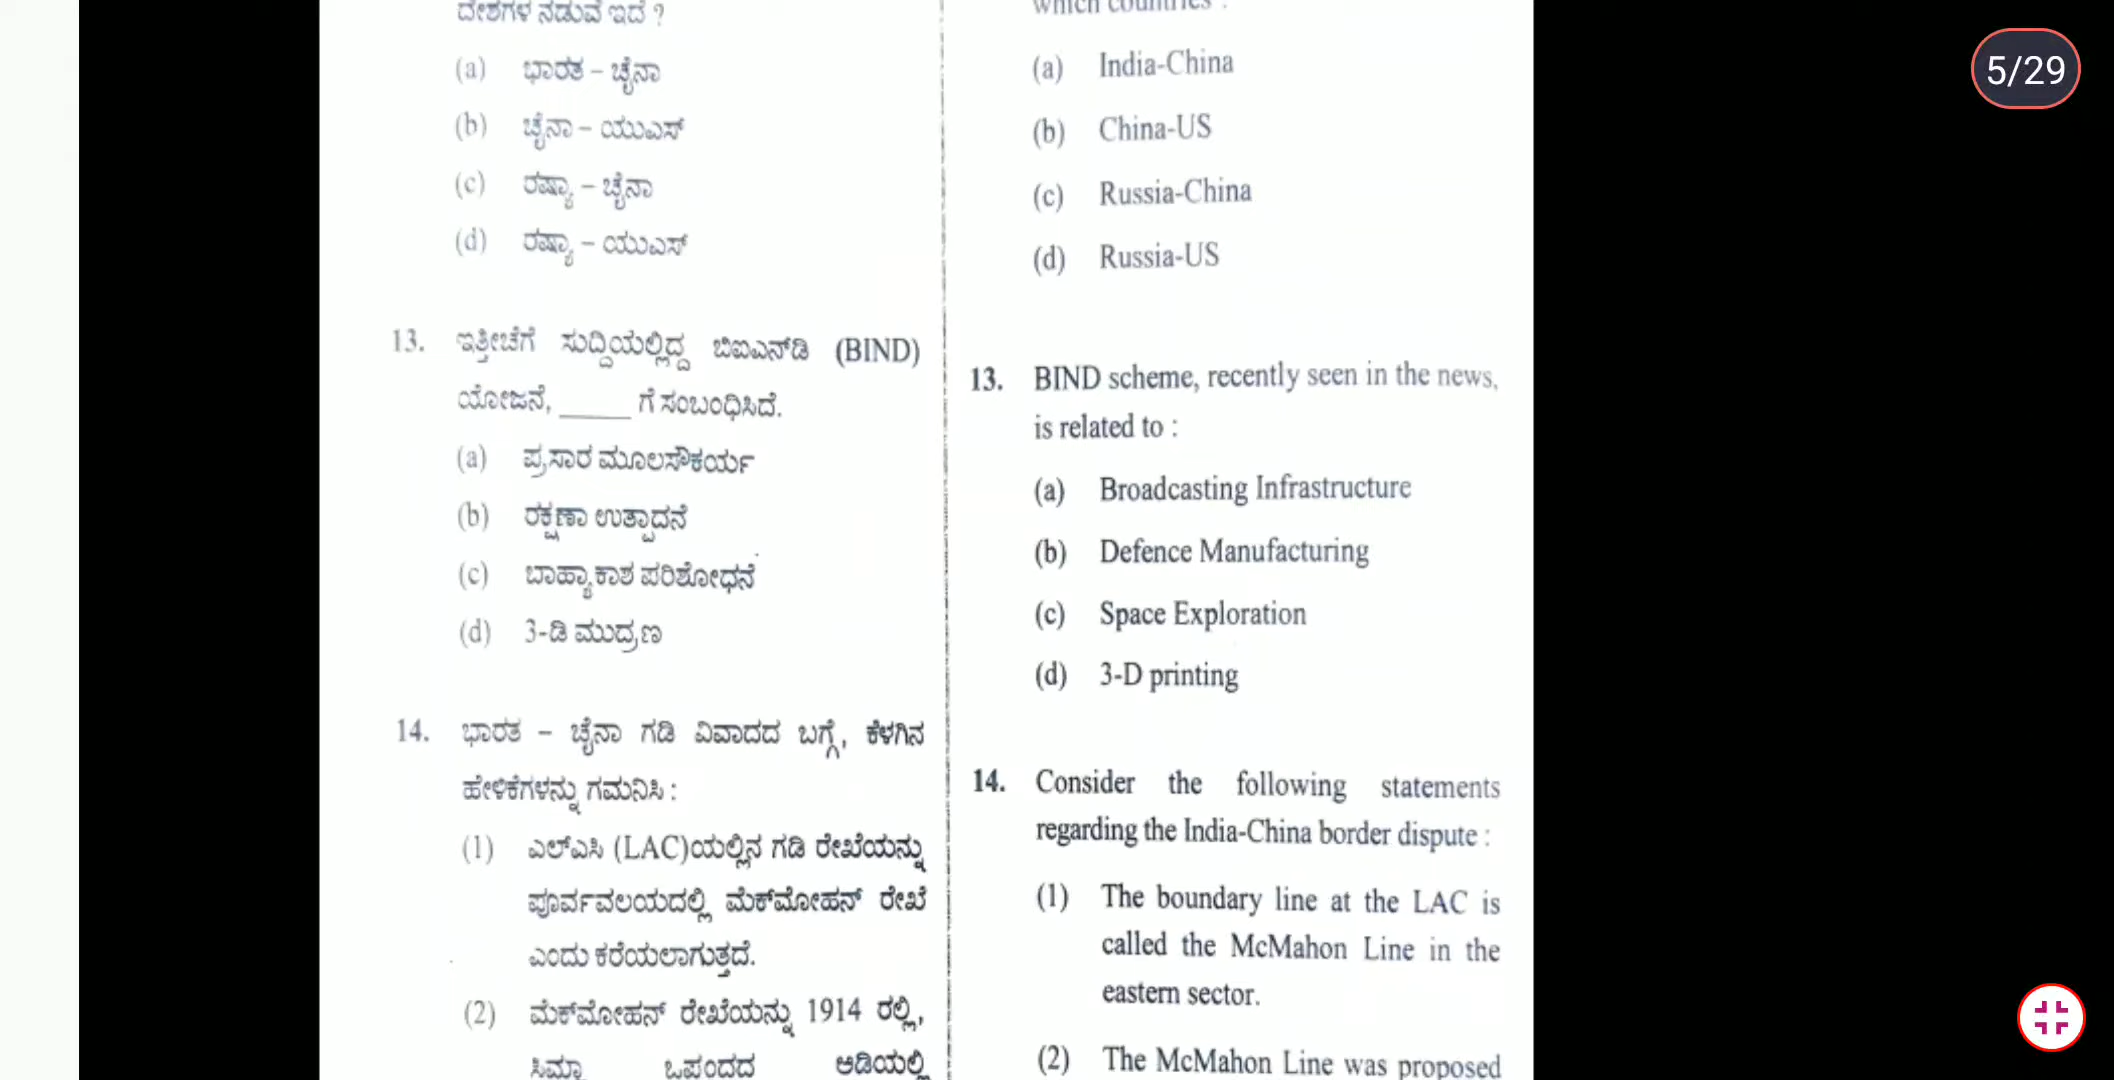 ದೇಶಗಳ ನಡುವೆ ಇದೆ ?
(a) ಭಾರತ – ಚೈನಾ
(b) ಚೈನಾ – ಯುಎಸ್
(c) ರಷ್ಯಾ – ಚೈನಾ
(d) ರಷ್ಯಾ – ಯುಎಸ್
13. ಇತ್ತೀಚೆಗೆ ಸುದ್ದಿಯಲ್ಲಿದ್ದ ಬಿಐಎನ್‌ಡಿ (BIND)
ಯೋಜನೆ, _____ ಗೆ ಸಂಬಂಧಿಸಿದೆ.
(a) ಪ್ರಸಾರ ಮೂಲಸೌಕರ್ಯ
(b) ರಕ್ಷಣಾ ಉತ್ಪಾದನೆ
(c) ಬಾಹ್ಯಾಕಾಶ ಪರಿಶೋಧನೆ
(d) 3-ಡಿ ಮುದ್ರಣ
14. ಭಾರತ – ಚೈನಾ ಗಡಿ ವಿವಾದದ ಬಗ್ಗೆ, ಕೆಳಗಿನ
ಹೇಳಿಕೆಗಳನ್ನು ಗಮನಿಸಿ :
(1) ಎಲ್ಎಸಿ (LAC)ಯಲ್ಲಿನ ಗಡಿ ರೇಖೆಯನ್ನು
ಪೂರ್ವವಲಯದಲ್ಲಿ ಮೆಕ್‌ಮೋಹನ್ ರೇಖೆ
ಎಂದು ಕರೆಯಲಾಗುತ್ತದೆ.
(2) ಮೆಕ್‌ಮೋಹನ್ ರೇಖೆಯನ್ನು 1914 ರಲ್ಲಿ,
ಸಿಮ್ಲಾ ಒಪ್ಪಂದದ ಅಡಿಯಲ್ಲಿ
which countries :
(a) India-China
(b) China-US
(c) Russia-China
(d) Russia-US
13. BIND scheme, recently seen in the news,
is related to :
(a) Broadcasting Infrastructure
(b) Defence Manufacturing
(c) Space Exploration
(d) 3-D printing
14. Consider the following statements
regarding the India-China border dispute :
(1) The boundary line at the LAC is
called the McMahon Line in the
eastern sector.
(2) The McMahon Line was proposed
5/29